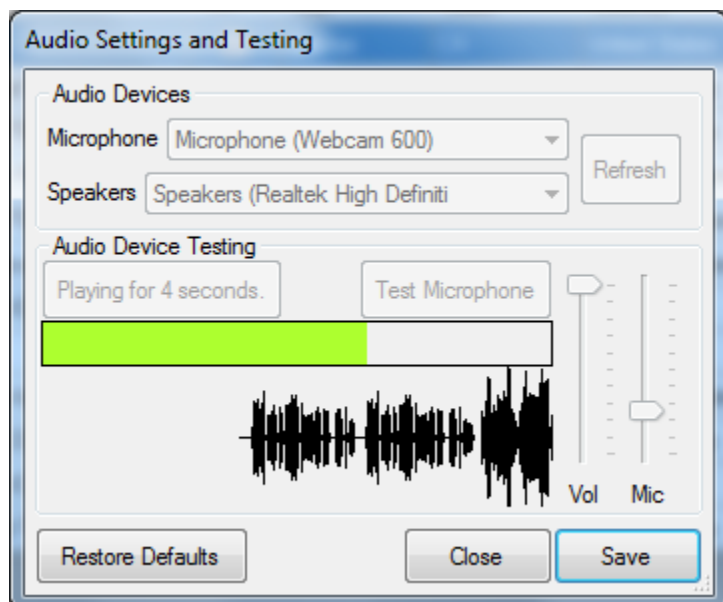 Audio Settings and Testing
Audio Devices
Microphone Microphone (Webcam 600)
Refresh
Speakers Speakers (Realtek High Definiti
Audio Device Testing
Playing for 4 seconds. Test Microphone
Vol Mic
Restore Defaults Close Save